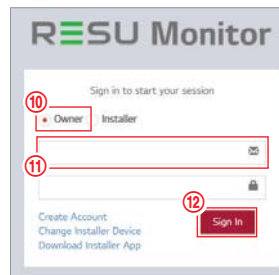 RESU Monitor
Sign in to start your session
⑩
Owner Installer
⑪
⑫
Create Account
Sign In
Change Installer Device
Download Installer App